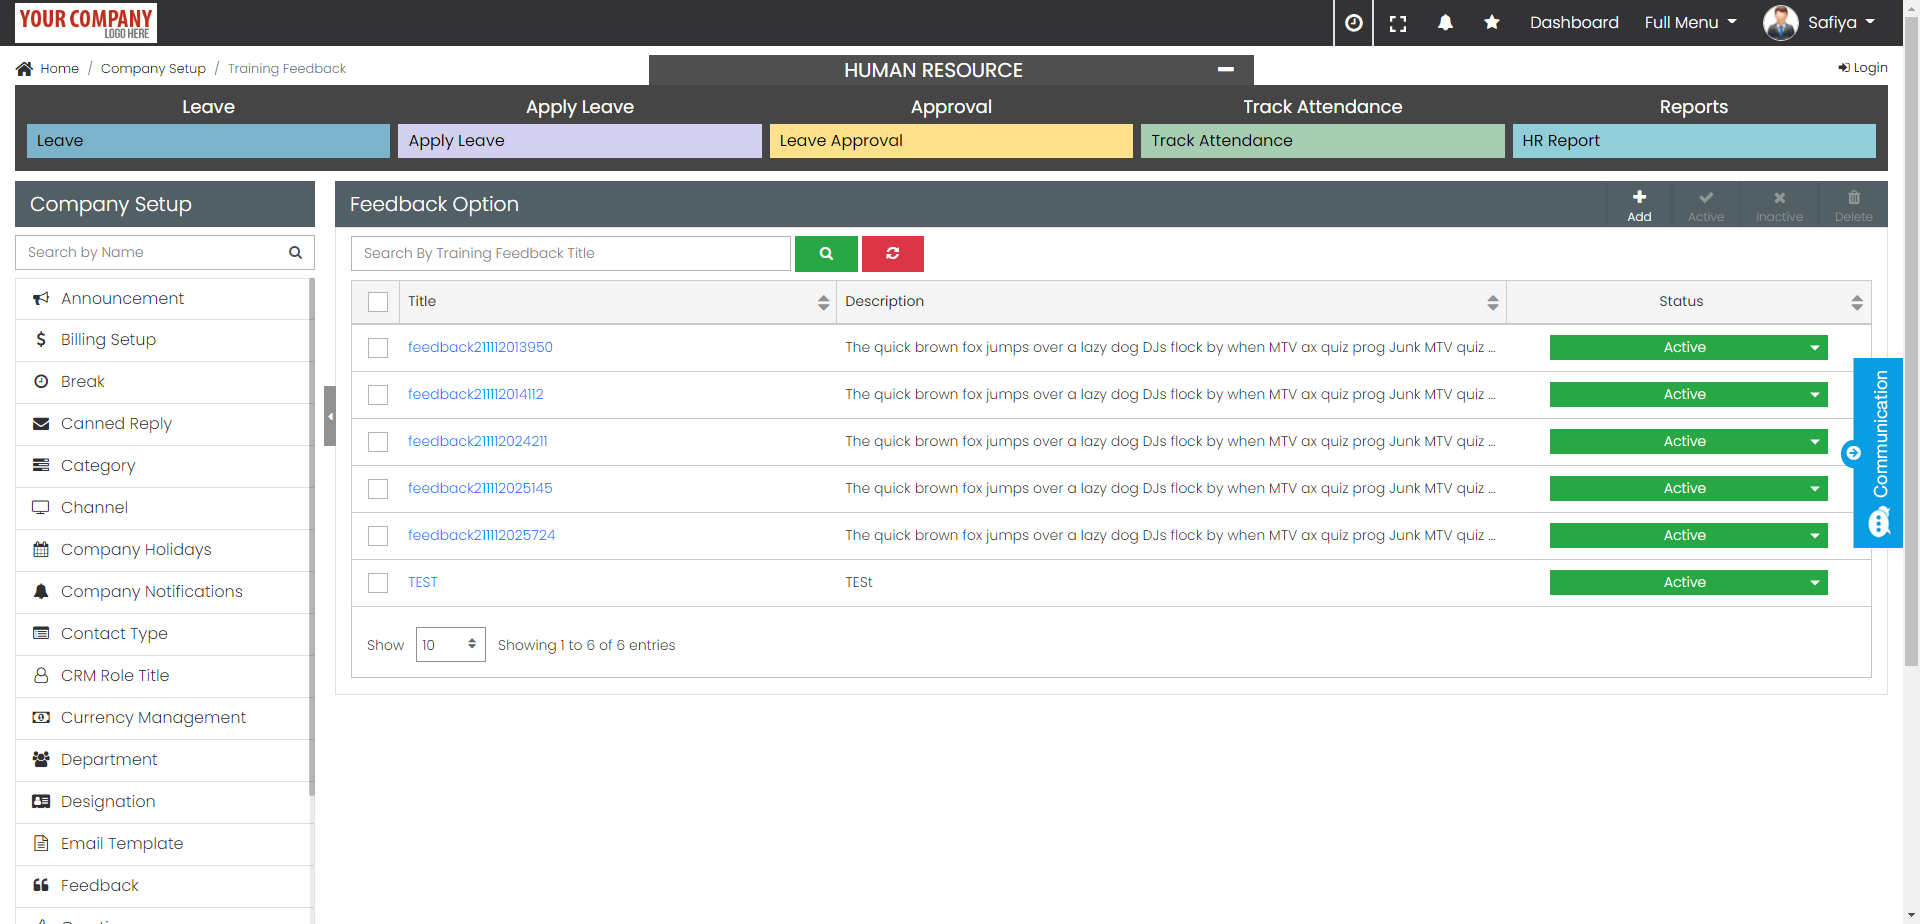 YOUR COMPANY
LOGO HERE
Dashboard
Full Menu
Safiya
Home / Company Setup / Training Feedback
HUMAN RESOURCE
Login
Leave
Apply Leave
Approval
Track Attendance
Reports
Leave
Apply Leave
Leave Approval
Track Attendance
HR Report
Company Setup
Search by Name
Announcement
Billing Setup
Break
Canned Reply
Category
Channel
Company Holidays
Company Notifications
Contact Type
CRM Role Title
Currency Management
Department
Designation
Email Template
Feedback
Feedback Option
Add
Active
Inactive
Delete
Search By Training Feedback Title
Title Description Status
feedback211112013950 The quick brown fox jumps over a lazy dog DJs flock by when MTV ax quiz prog Junk MTV quiz ... Active
feedback211112014112 The quick brown fox jumps over a lazy dog DJs flock by when MTV ax quiz prog Junk MTV quiz ... Active
feedback211112024211 The quick brown fox jumps over a lazy dog DJs flock by when MTV ax quiz prog Junk MTV quiz ... Active
feedback211112025145 The quick brown fox jumps over a lazy dog DJs flock by when MTV ax quiz prog Junk MTV quiz ... Active
feedback211112025724 The quick brown fox jumps over a lazy dog DJs flock by when MTV ax quiz prog Junk MTV quiz ... Active
TEST TESt Active
Show 10 Showing 1 to 6 of 6 entries
Communication